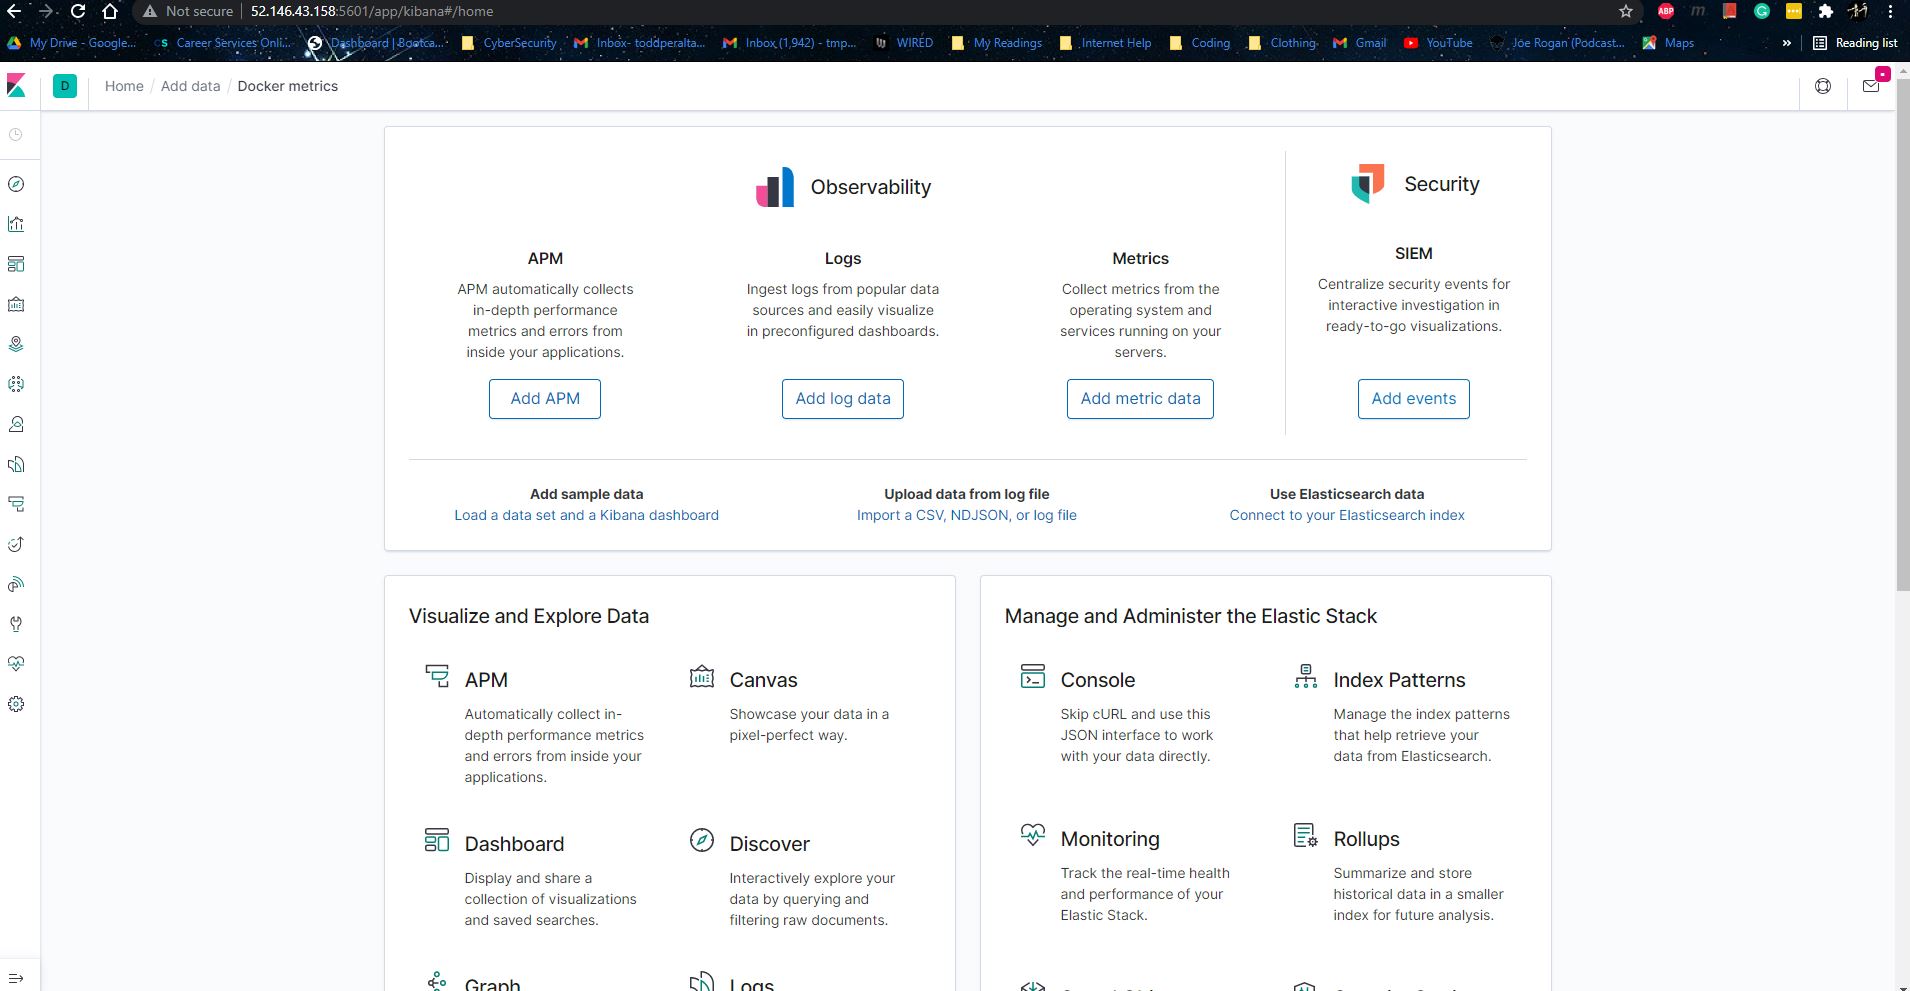 Not secure | 52.146.43.158:5601/app/kibana#/home
ABP
My Drive - Google...
CS Career Services Onli...
Dashboard | Bootca...
CyberSecurity
Inbox- toddperalta...
Inbox (1,942) - tmp...
WIRED
My Readings
Internet Help
Coding
Clothing
Gmail
YouTube
Joe Rogan (Podcast...
Maps
»
Reading list
D
Home / Add data / Docker metrics
Observability
APM
APM automatically collects
in-depth performance
metrics and errors from
inside your applications.
Add APM
Logs
Ingest logs from popular data
sources and easily visualize
in preconfigured dashboards.
Add log data
Metrics
Collect metrics from the
operating system and
services running on your
servers.
Add metric data
Security
SIEM
Centralize security events for
interactive investigation in
ready-to-go visualizations.
Add events
Add sample data
Load a data set and a Kibana dashboard
Upload data from log file
Import a CSV, NDJSON, or log file
Use Elasticsearch data
Connect to your Elasticsearch index
Visualize and Explore Data
APM
Automatically collect in-
depth performance metrics
and errors from inside your
applications.
Canvas
Showcase your data in a
pixel-perfect way.
Dashboard
Display and share a
collection of visualizations
and saved searches.
Discover
Interactively explore your
data by querying and
filtering raw documents.
Graph
Logs
Manage and Administer the Elastic Stack
Console
Skip cURL and use this
JSON interface to work
with your data directly.
Index Patterns
Manage the index patterns
that help retrieve your
data from Elasticsearch.
Monitoring
Track the real-time health
and performance of your
Elastic Stack.
Rollups
Summarize and store
historical data in a smaller
index for future analysis.